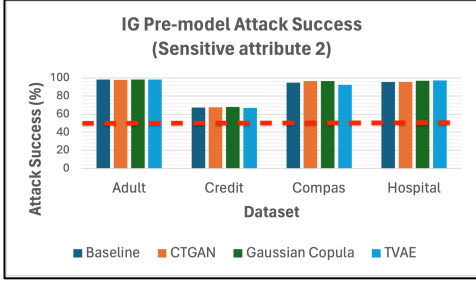 IG Pre-model Attack Success
(Sensitive attribute 2)
Attack Success (%)
100
80
60
40
20
0
Adult Credit Compas Hospital
Dataset
Baseline CTGAN Gaussian Copula TVAE